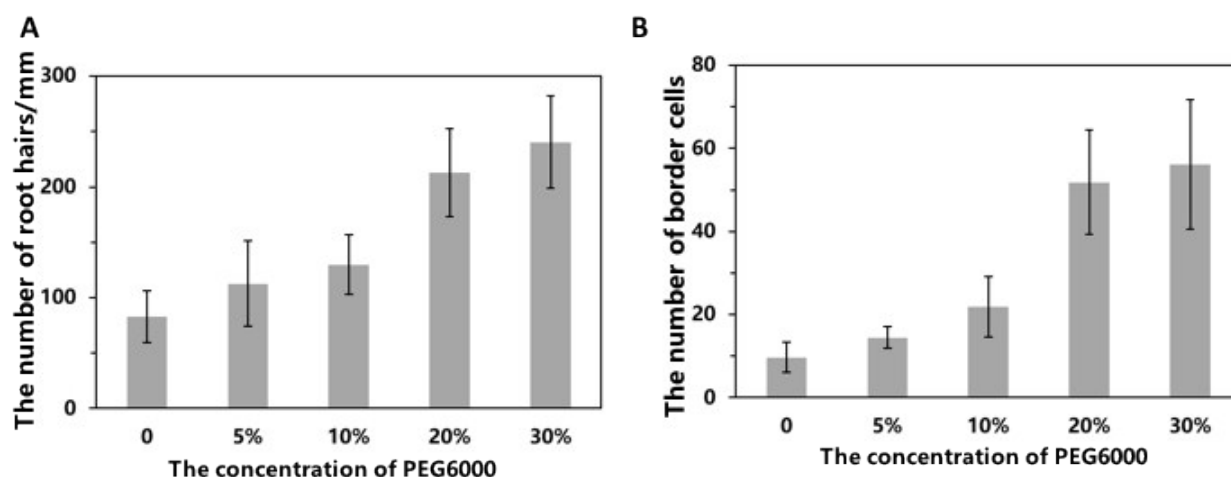 A
The number of root hairs/mm
300
200
100
0
0 5% 10% 20% 30%
The concentration of PEG6000
B
The number of border cells
80
60
40
20
0
0 5% 10% 20% 30%
The concentration of PEG6000